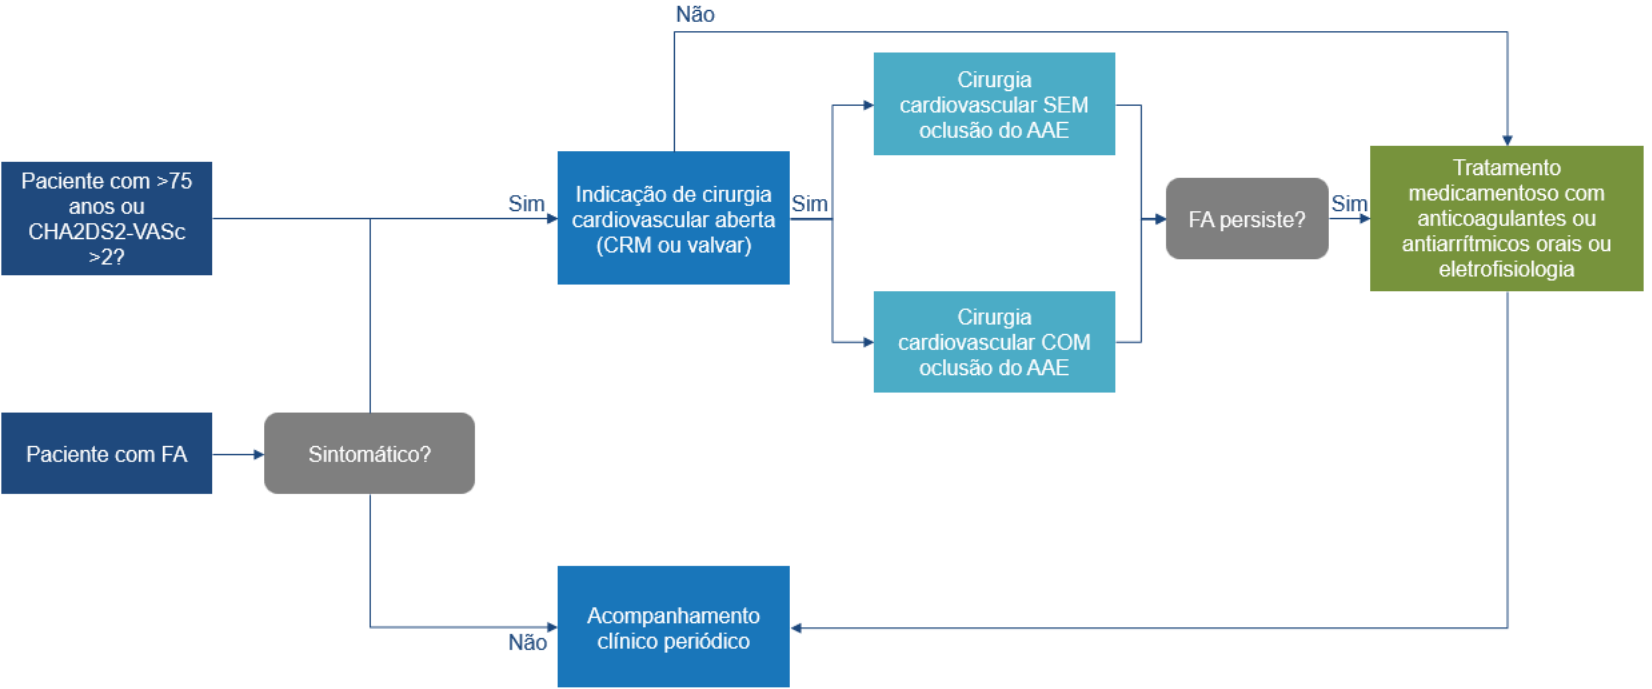 Não
Cirurgia
cardiovascular SEM
oclusão do AAE
Paciente com >75
anos ou
CHA2DS2-VASc
>2?
Sim
Indicação de cirurgia
cardiovascular aberta
(CRM ou valvar)
Sim
FA persiste?
Sim
Tratamento
medicamentoso com
anticoagulantes ou
antiarrítmicos orais ou
eletrofisiologia
Cirurgia
cardiovascular COM
oclusão do AAE
Paciente com FA
Sintomático?
Não
Acompanhamento
clínico periódico